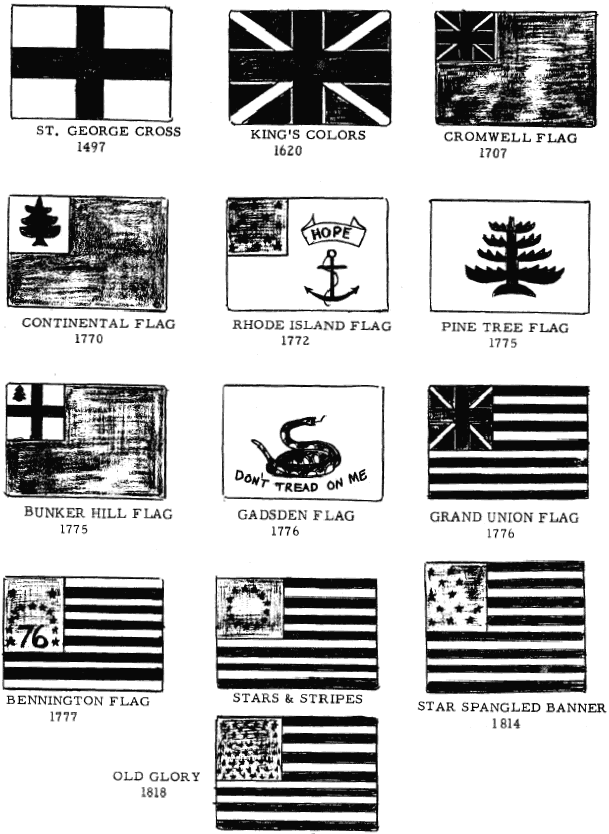 ST. GEORGE CROSS
1497
KING'S COLORS
1620
CROMWELL FLAG
1707
CONTINENTAL FLAG
1770
HOPE
RHODE ISLAND FLAG
1772
PINE TREE FLAG
1775
BUNKER HILL FLAG
1775
DON'T TREAD ON ME
GADSDEN FLAG
1776
GRAND UNION FLAG
1776
76
BENNINGTON FLAG
1777
STARS & STRIPES
STAR SPANGLED BANNER
1814
OLD GLORY
1818